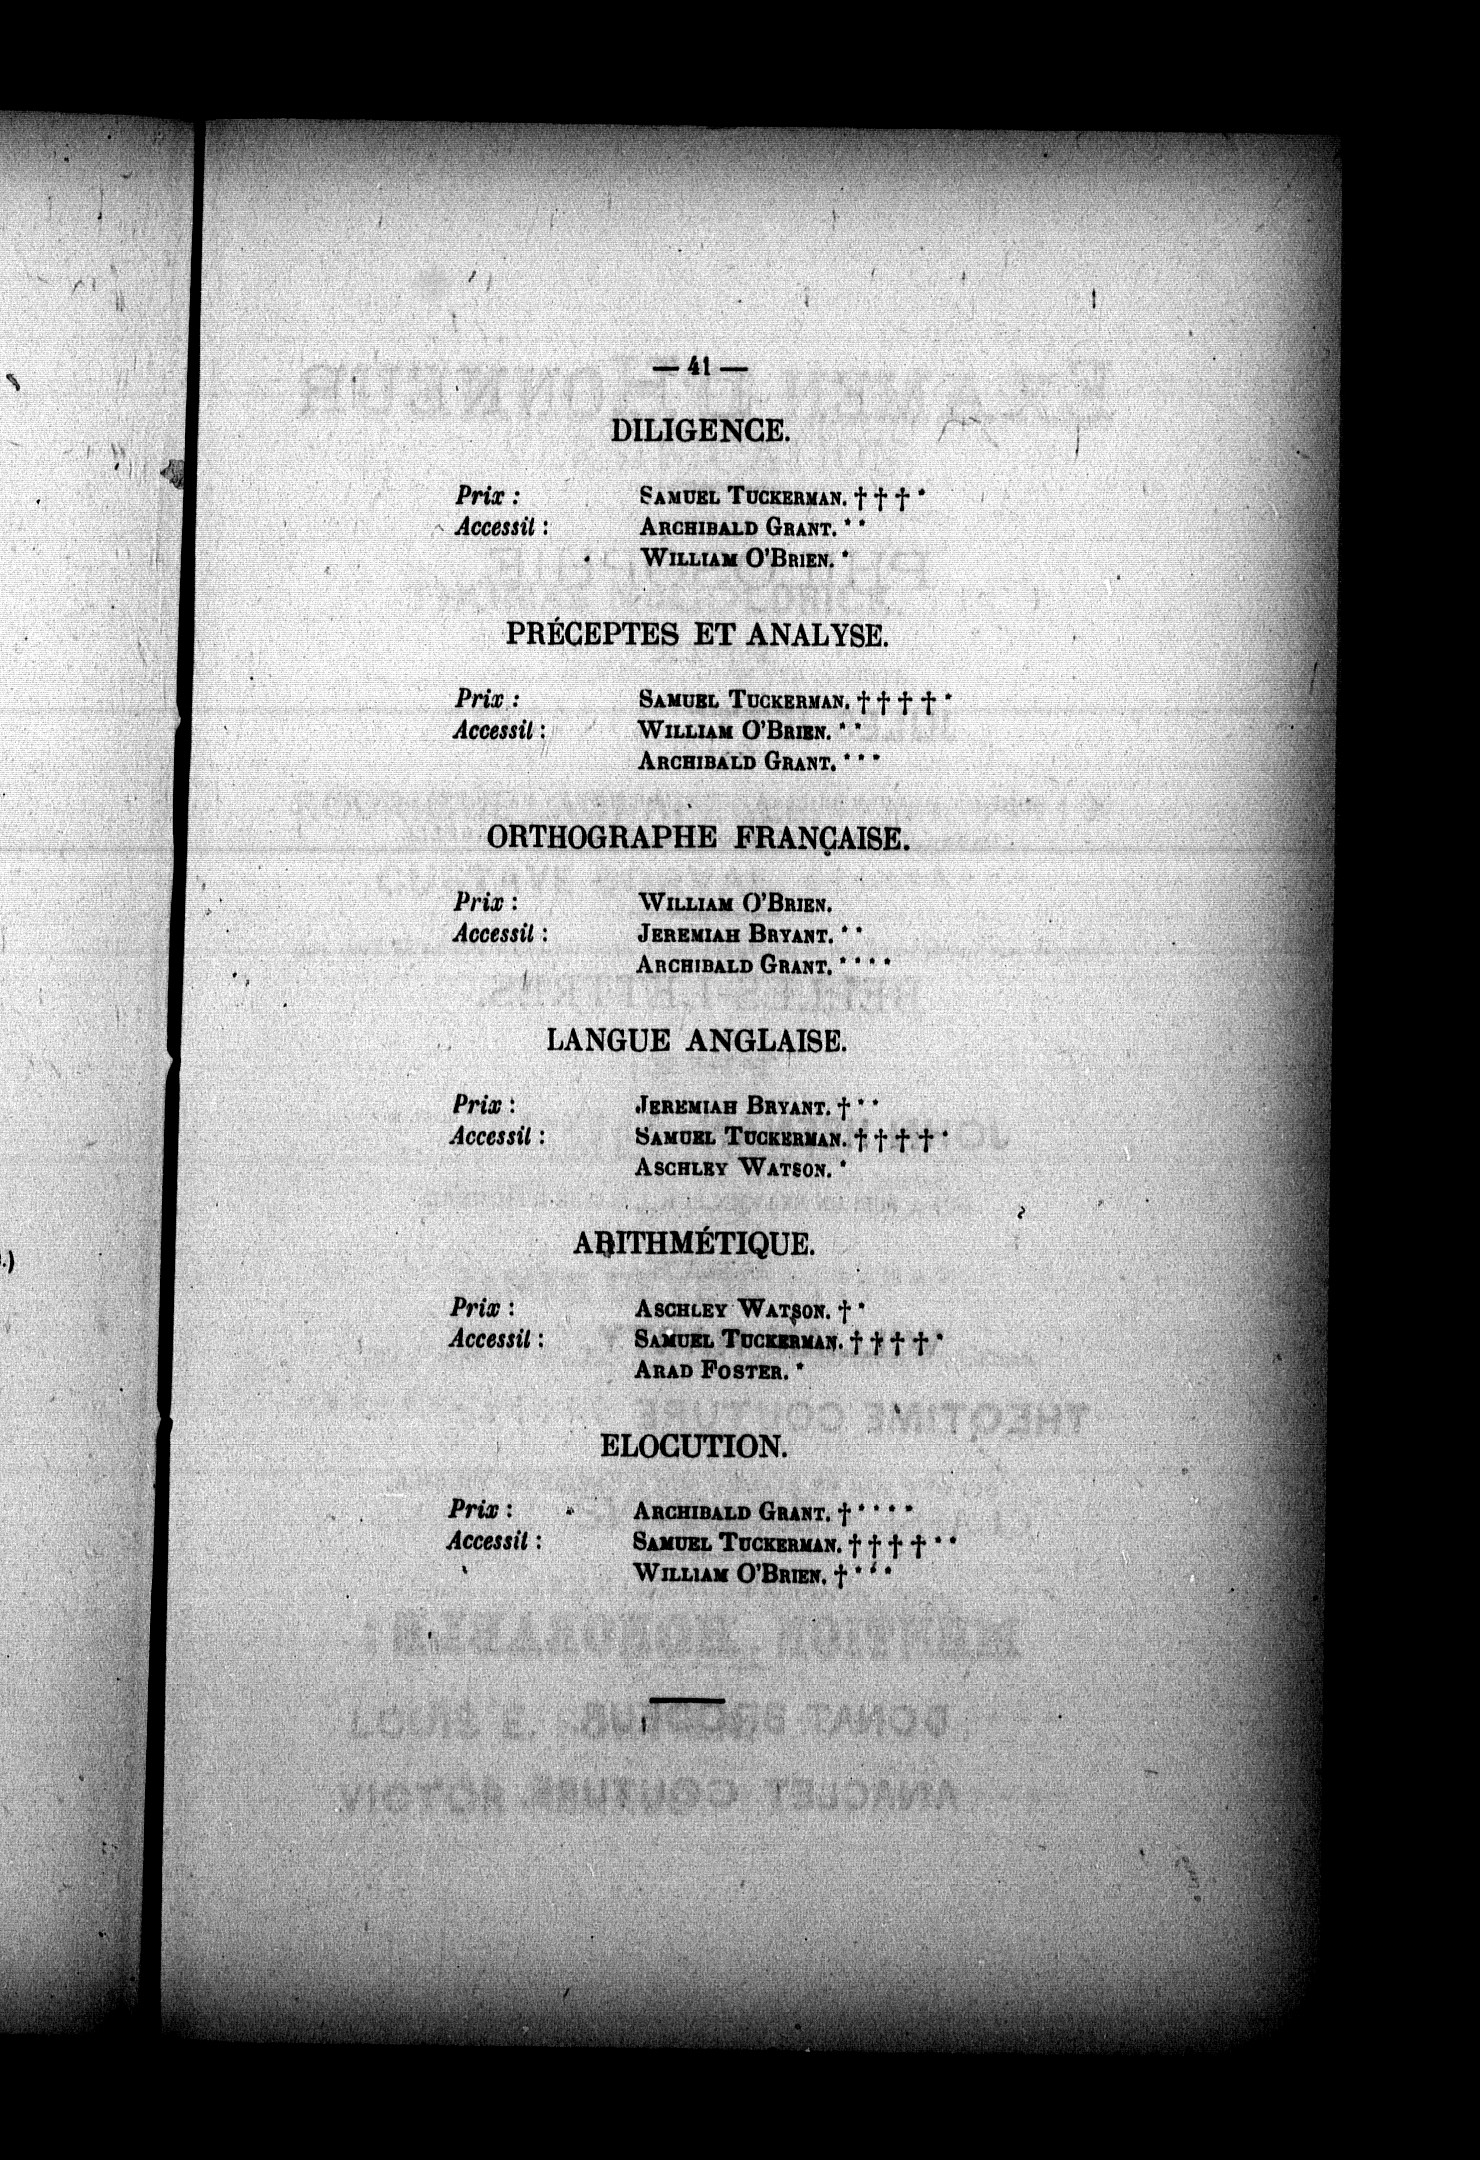 — 41 —
DILIGENCE.
Prix : SAMUEL TUCKERMAN. † † † *
Accessit : ARCHIBALD GRANT. * *
WILLIAM O'BRIEN. *
PRÉCEPTES ET ANALYSE.
Prix : SAMUEL TUCKERMAN. † † † † *
Accessit : WILLIAM O'BRIEN. * *
ARCHIBALD GRANT. * * *
ORTHOGRAPHE FRANÇAISE.
Prix : WILLIAM O'BRIEN.
Accessit : JEREMIAH BRYANT. * *
ARCHIBALD GRANT. * * * *
LANGUE ANGLAISE.
Prix : JEREMIAH BRYANT. † * *
Accessit : SAMUEL TUCKERMAN. † † † † *
ASCHLEY WATSON. *
ARITHMÉTIQUE.
Prix : ASCHLEY WATSON. † *
Accessit : SAMUEL TUCKERMAN. † † † † *
ARAD FOSTER. *
ELOCUTION.
Prix : ARCHIBALD GRANT. † * * * *
Accessit : SAMUEL TUCKERMAN. † † † † * *
WILLIAM O'BRIEN. † * * *